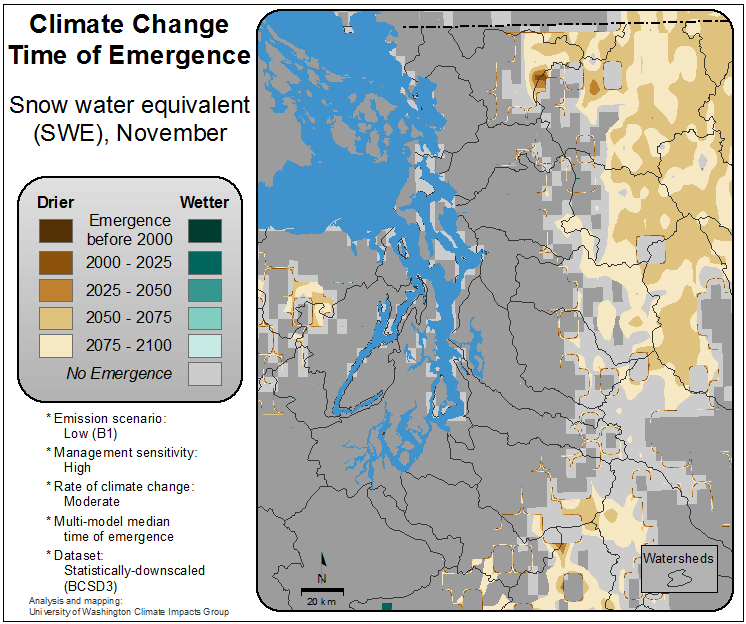 Climate Change
Time of Emergence
Snow water equivalent
(SWE), November
Drier
Wetter
Emergence
before 2000
2000 - 2025
2025 - 2050
2050 - 2075
2075 - 2100
No Emergence
* Emission scenario:
Low (B1)
* Management sensitivity:
High
* Rate of climate change:
Moderate
* Multi-model median
time of emergence
* Dataset:
Statistically-downscaled
(BCSD3)
Analysis and mapping:
University of Washington Climate Impacts Group
N
20 km
Watersheds